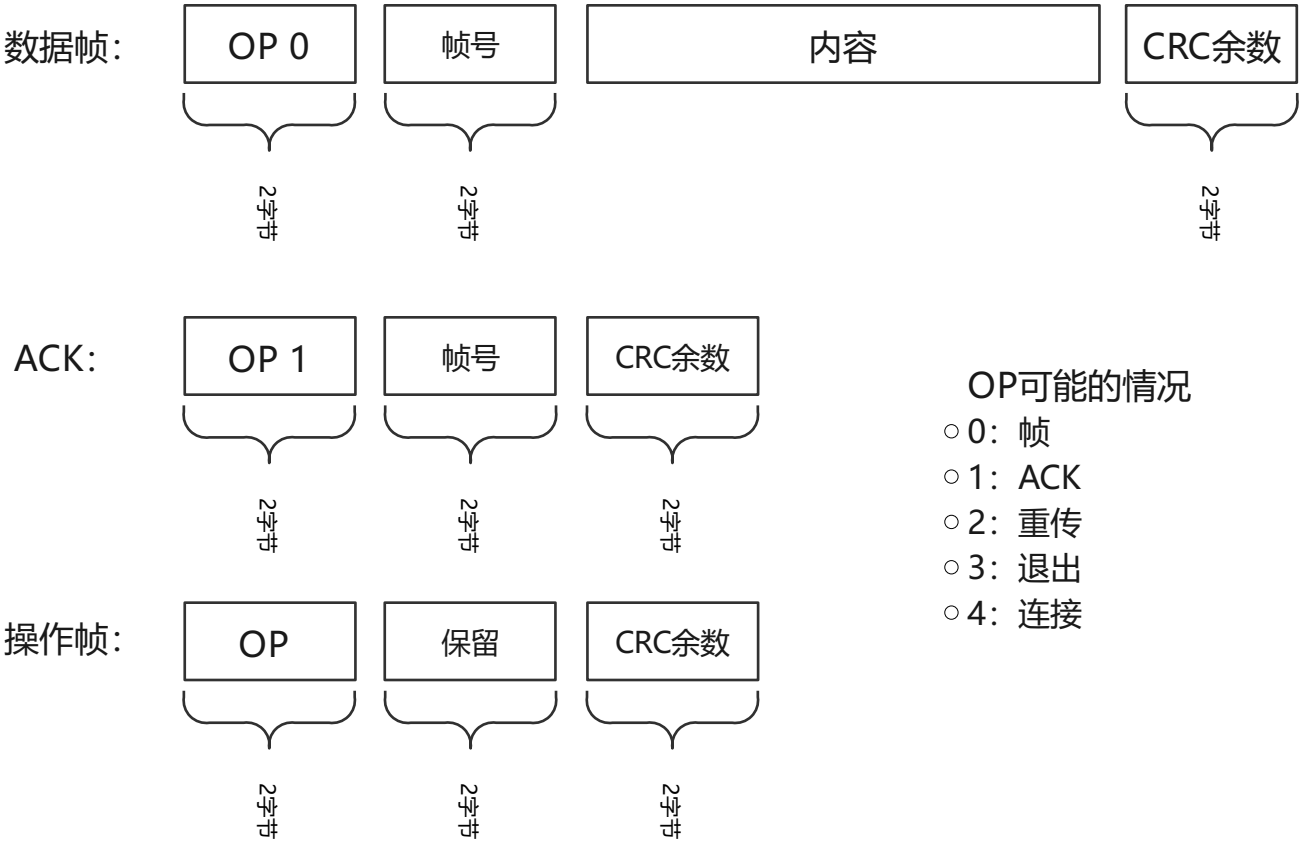 数据帧： OP 0 帧号 内容 CRC余数
2字节 2字节 2字节
ACK： OP 1 帧号 CRC余数
2字节 2字节 2字节
OP可能的情况
0：帧
1：ACK
2：重传
3：退出
4：连接
操作帧： OP 保留 CRC余数
2字节 2字节 2字节